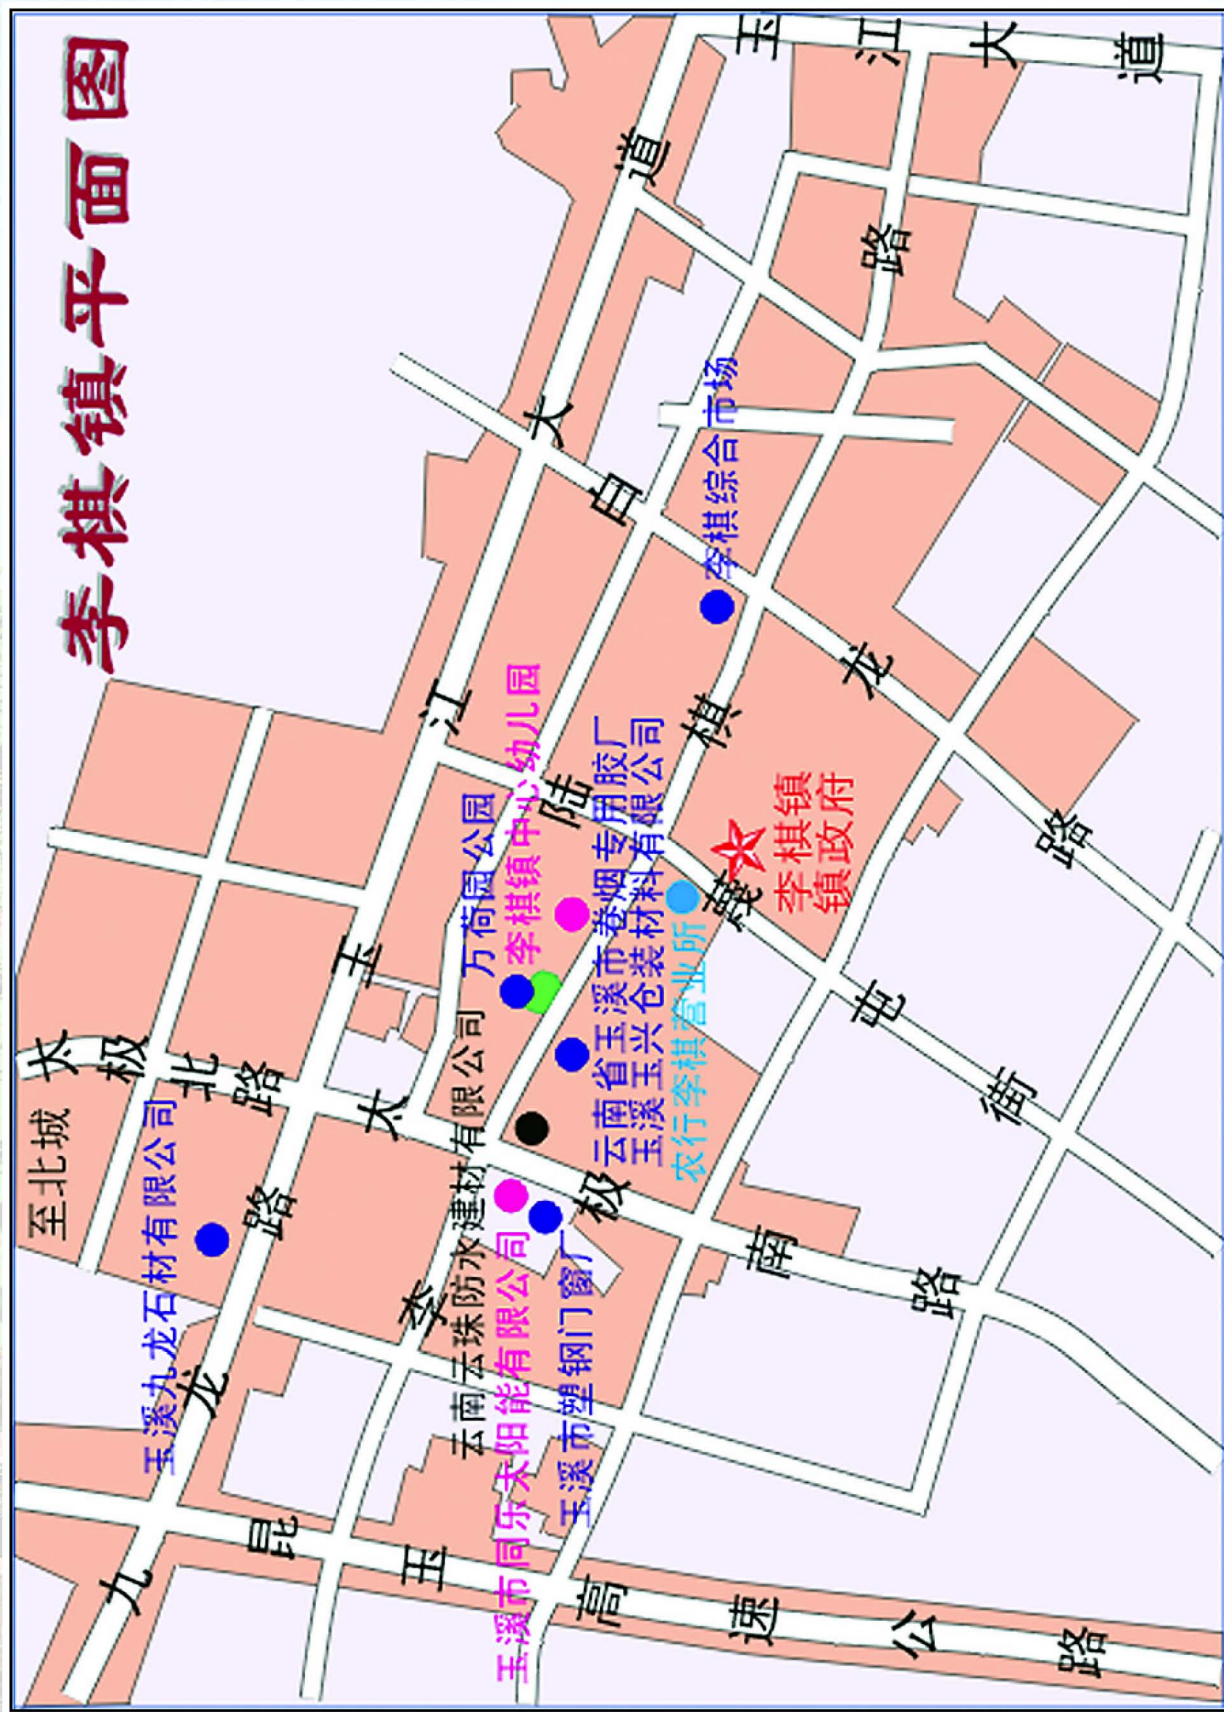 李棋镇平面图
玉江大道
玉江大道
李棋路
白龙路
陆荿屯街
太极北路
太极南路
九龙路
昆玉高速公路
至北城
李棋综合市场
李棋镇中心幼儿园
万荷园公园
云南省玉溪市卷烟专用胶厂
玉溪玉兴仓装材料有限公司
农行李棋营业所
李棋镇
镇政府
云南云珠防水建材有限公司
玉溪市同乐太阳能有限公司
玉溪市塑钢门窗厂
玉溪九龙石材有限公司